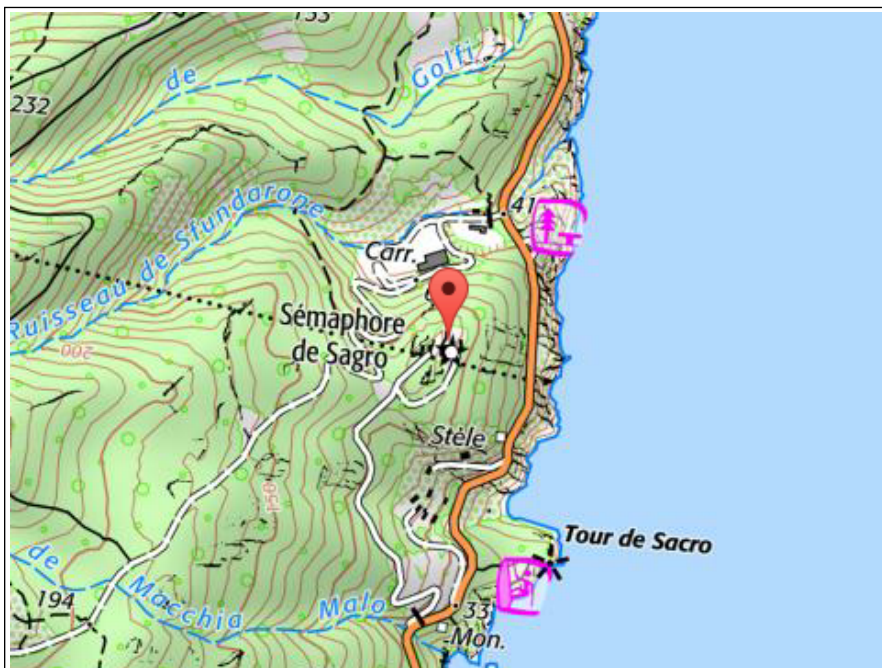 de Golfi
232
41
Ruisseau de Sfundarone
Carr.
Sémaphore
de Sagro
200
Stèle
150
Tour de Sacro
de Macchia Malo
194
33
Mon.